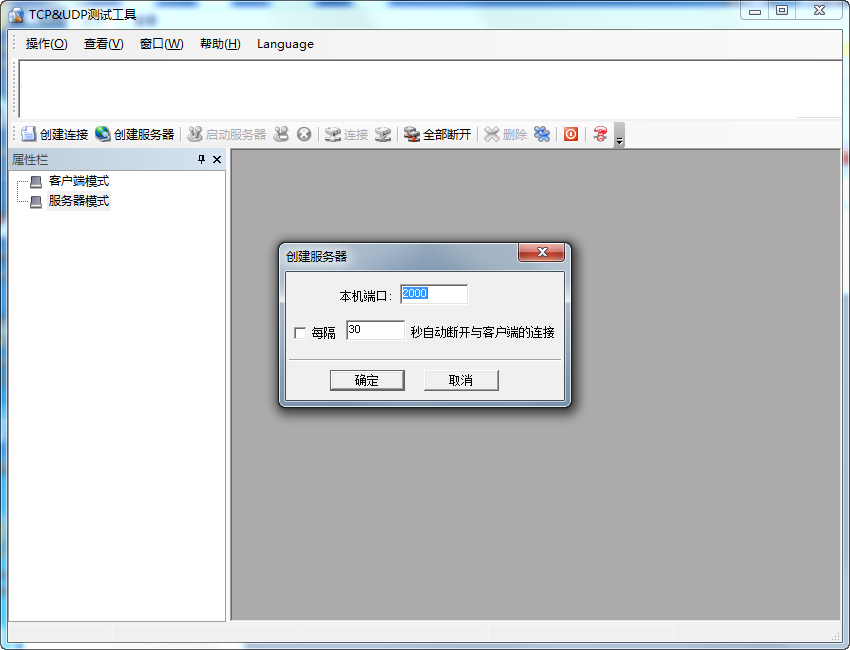 TCP&UDP测试工具
操作(O) 查看(V) 窗口(W) 帮助(H) Language
创建连接 创建服务器 启动服务器 连接 全部断开 删除
属性栏
客户端模式
服务器模式
创建服务器
本机端口: 2000
每隔 30 秒自动断开与客户端的连接
确定 取消